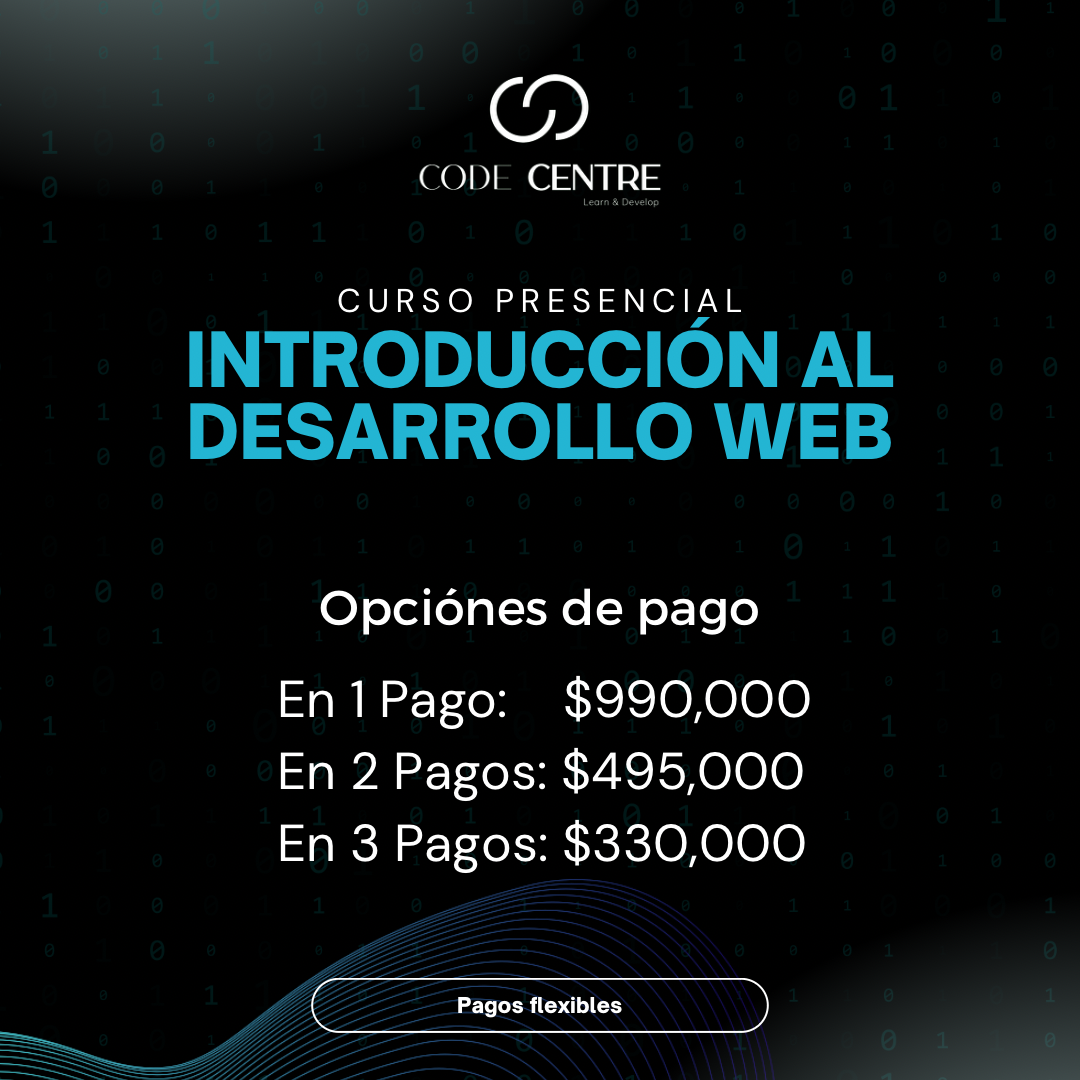 CODE CENTRE
Learn & Develop
CURSO PRESENCIAL
INTRODUCCIÓN AL
DESARROLLO WEB
Opciónes de pago
En 1 Pago: $990,000
En 2 Pagos: $495,000
En 3 Pagos: $330,000
Pagos flexibles